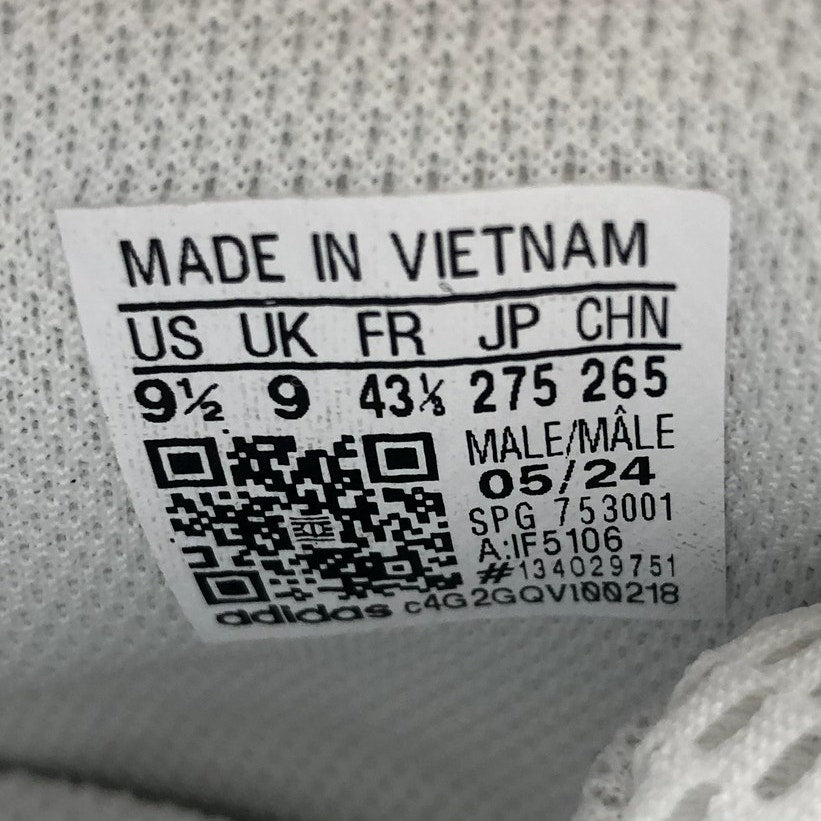 MADE IN VIETNAM
US UK FR JP CHN
9½ 9 43⅓ 275 265
MALE/MÂLE
05/24
SPG 753001
A:IF5106
#134029751
adidas c4G2GQV100218